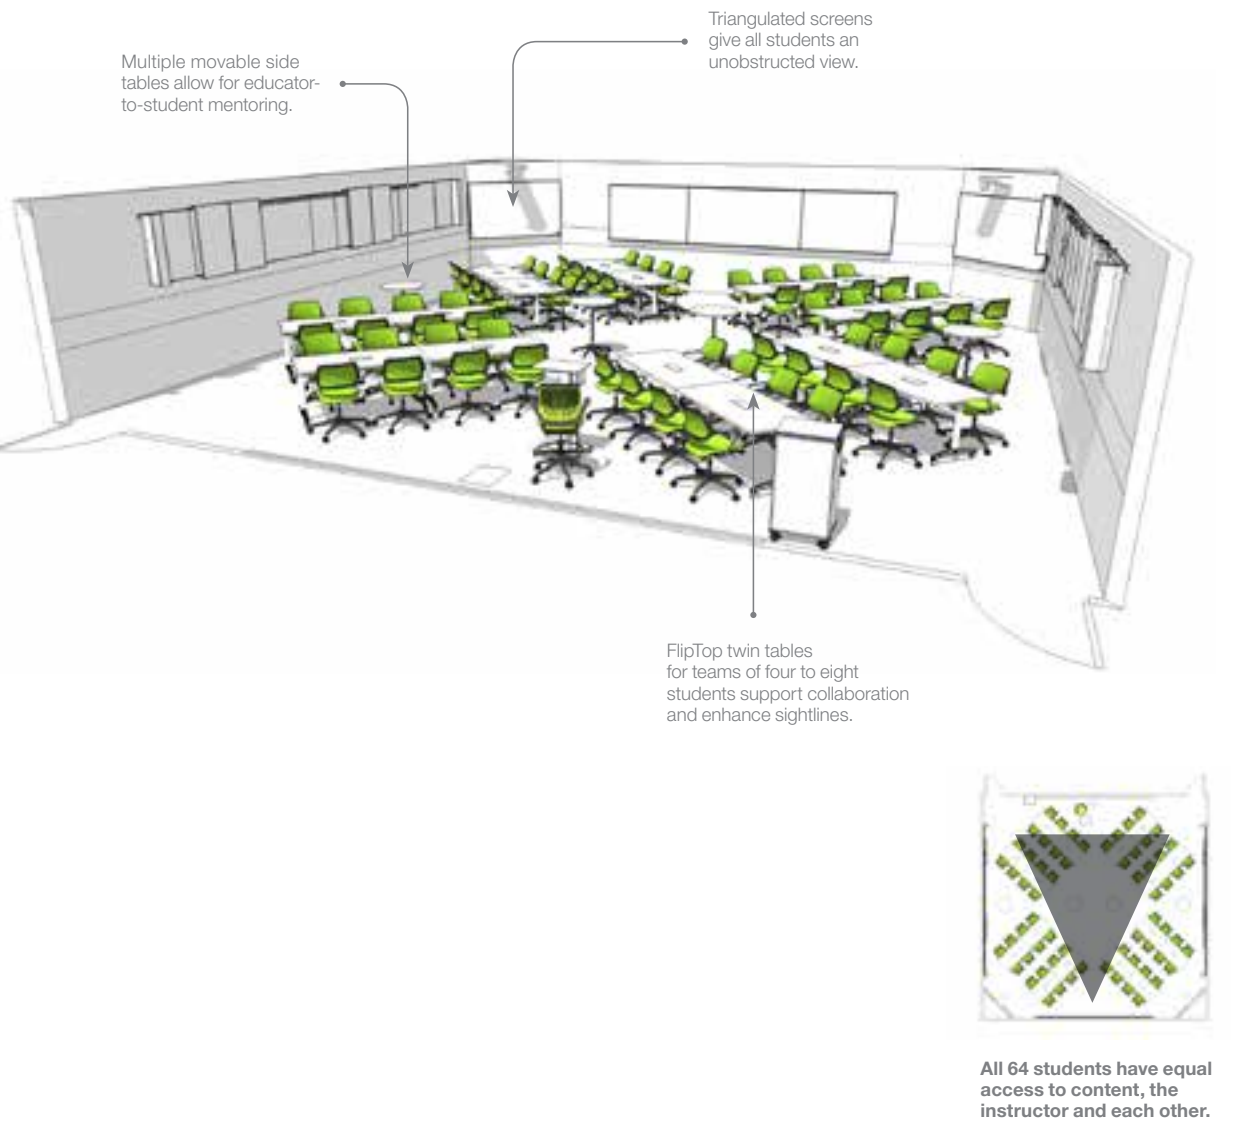 Triangulated screens
give all students an
unobstructed view.
Multiple movable side
tables allow for educator-
to-student mentoring.
FlipTop twin tables
for teams of four to eight
students support collaboration
and enhance sightlines.
All 64 students have equal
access to content, the
instructor and each other.